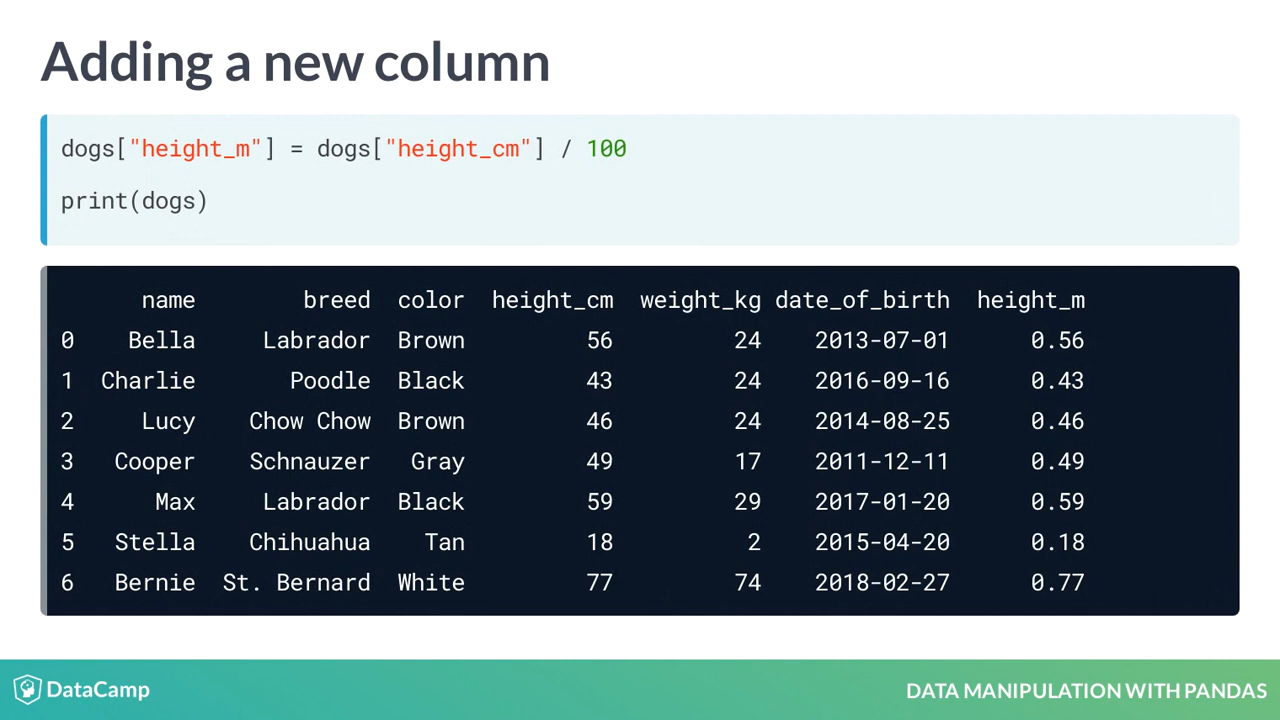 Adding a new column
dogs["height_m"] = dogs["height_cm"] / 100
print(dogs)
name breed color height_cm weight_kg date_of_birth height_m
0 Bella Labrador Brown 56 24 2013-07-01 0.56
1 Charlie Poodle Black 43 24 2016-09-16 0.43
2 Lucy Chow Chow Brown 46 24 2014-08-25 0.46
3 Cooper Schnauzer Gray 49 17 2011-12-11 0.49
4 Max Labrador Black 59 29 2017-01-20 0.59
5 Stella Chihuahua Tan 18 2 2015-04-20 0.18
6 Bernie St. Bernard White 77 74 2018-02-27 0.77
DataCamp
DATA MANIPULATION WITH PANDAS